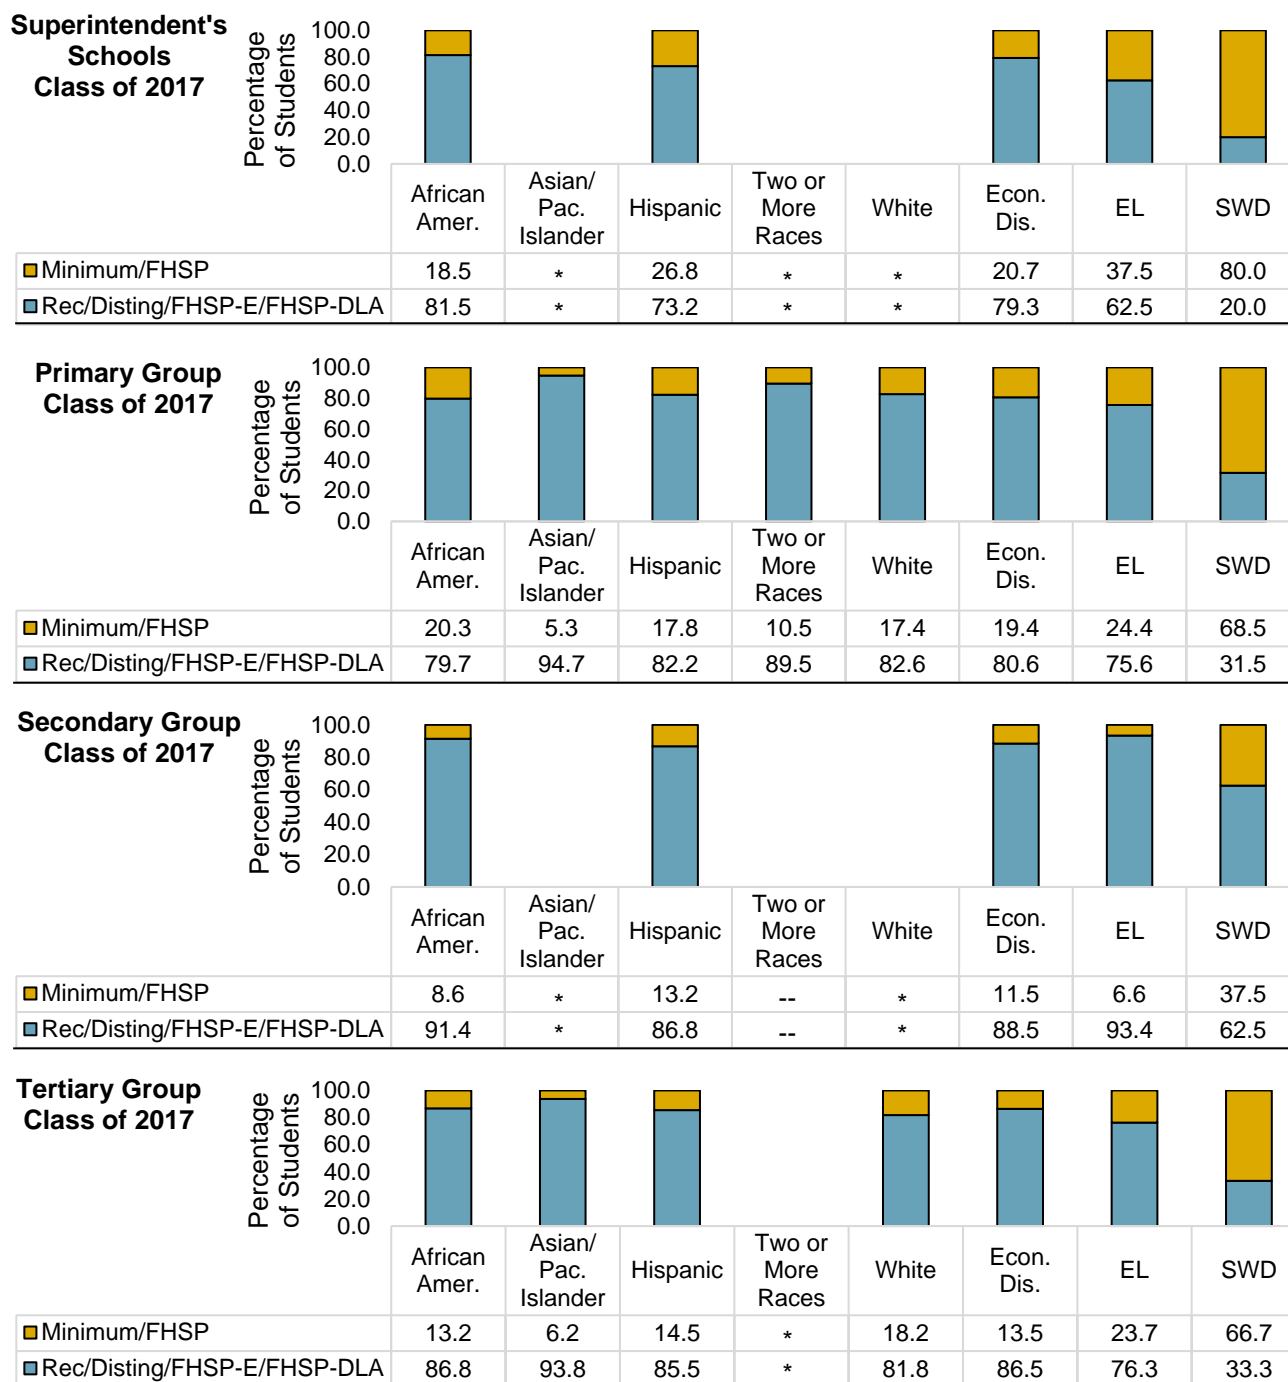 Superintendent's
Schools
Class of 2017
Percentage
of Students
100.0
80.0
60.0
40.0
20.0
0.0
African
Amer.
Asian/
Pac.
Islander
Hispanic
Two or
More
Races
White
Econ.
Dis.
EL
SWD
Minimum/FHSP 18.5 * 26.8 * * 20.7 37.5 80.0
Rec/Disting/FHSP-E/FHSP-DLA 81.5 * 73.2 * * 79.3 62.5 20.0
Primary Group
Class of 2017
Percentage
of Students
100.0
80.0
60.0
40.0
20.0
0.0
African
Amer.
Asian/
Pac.
Islander
Hispanic
Two or
More
Races
White
Econ.
Dis.
EL
SWD
Minimum/FHSP 20.3 5.3 17.8 10.5 17.4 19.4 24.4 68.5
Rec/Disting/FHSP-E/FHSP-DLA 79.7 94.7 82.2 89.5 82.6 80.6 75.6 31.5
Secondary Group
Class of 2017
Percentage
of Students
100.0
80.0
60.0
40.0
20.0
0.0
African
Amer.
Asian/
Pac.
Islander
Hispanic
Two or
More
Races
White
Econ.
Dis.
EL
SWD
Minimum/FHSP 8.6 * 13.2 -- * 11.5 6.6 37.5
Rec/Disting/FHSP-E/FHSP-DLA 91.4 * 86.8 -- * 88.5 93.4 62.5
Tertiary Group
Class of 2017
Percentage
of Students
100.0
80.0
60.0
40.0
20.0
0.0
African
Amer.
Asian/
Pac.
Islander
Hispanic
Two or
More
Races
White
Econ.
Dis.
EL
SWD
Minimum/FHSP 13.2 6.2 14.5 * 18.2 13.5 23.7 66.7
Rec/Disting/FHSP-E/FHSP-DLA 86.8 93.8 85.5 * 81.8 86.5 76.3 33.3